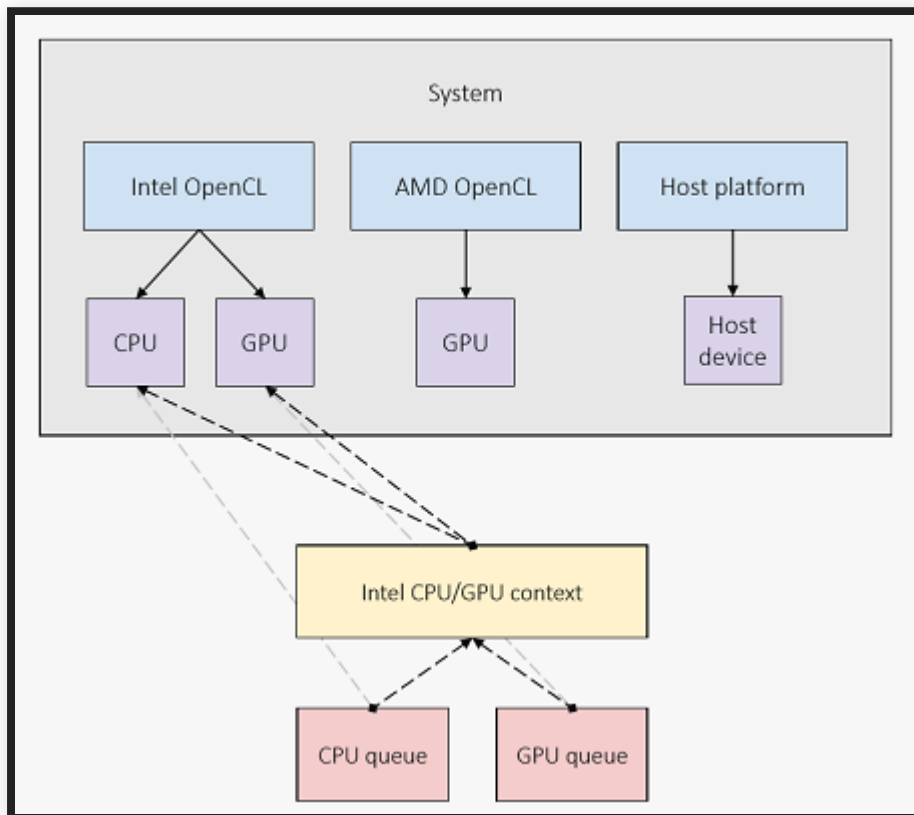 System
Intel OpenCL
AMD OpenCL
Host platform
CPU
GPU
GPU
Host
device
Intel CPU/GPU context
CPU queue
GPU queue